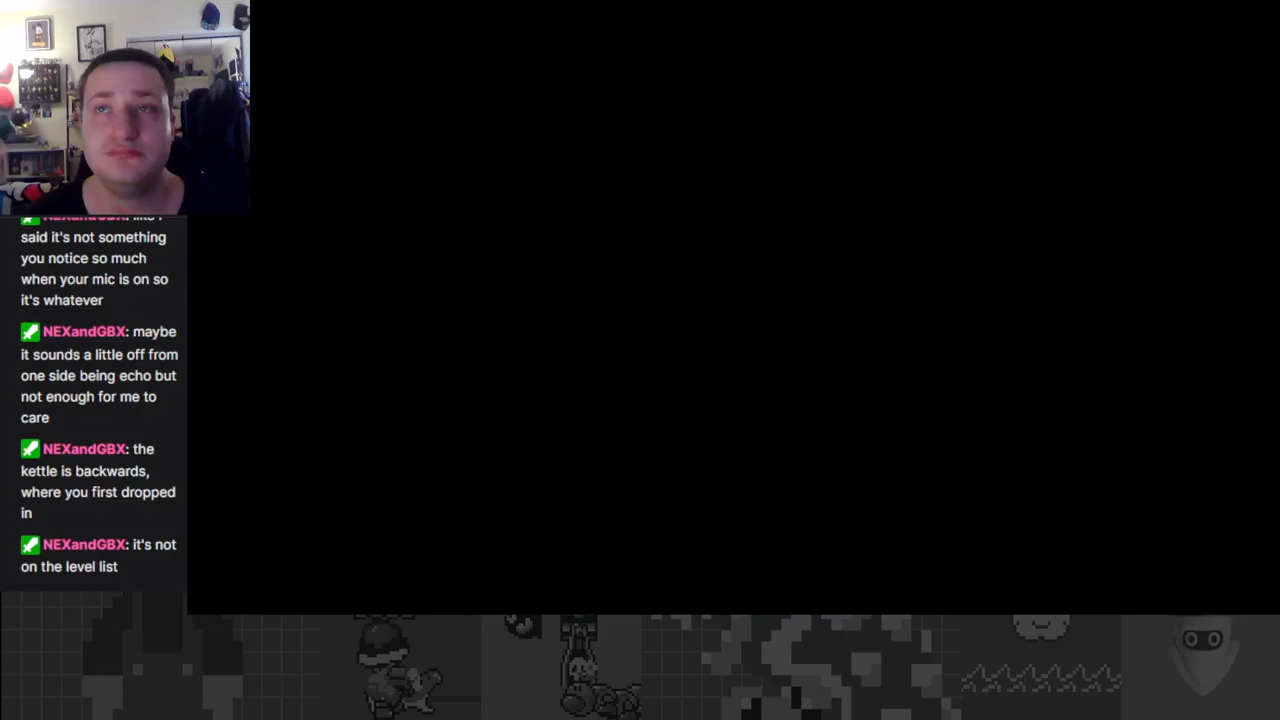 said it's not something
you notice so much
when your mic is on so
it's whatever
NEXandGBX: maybe
it sounds a little off from
one side being echo but
not enough for me to
care
NEXandGBX: the
kettle is backwards,
where you first dropped
in
NEXandGBX: it's not
on the level list